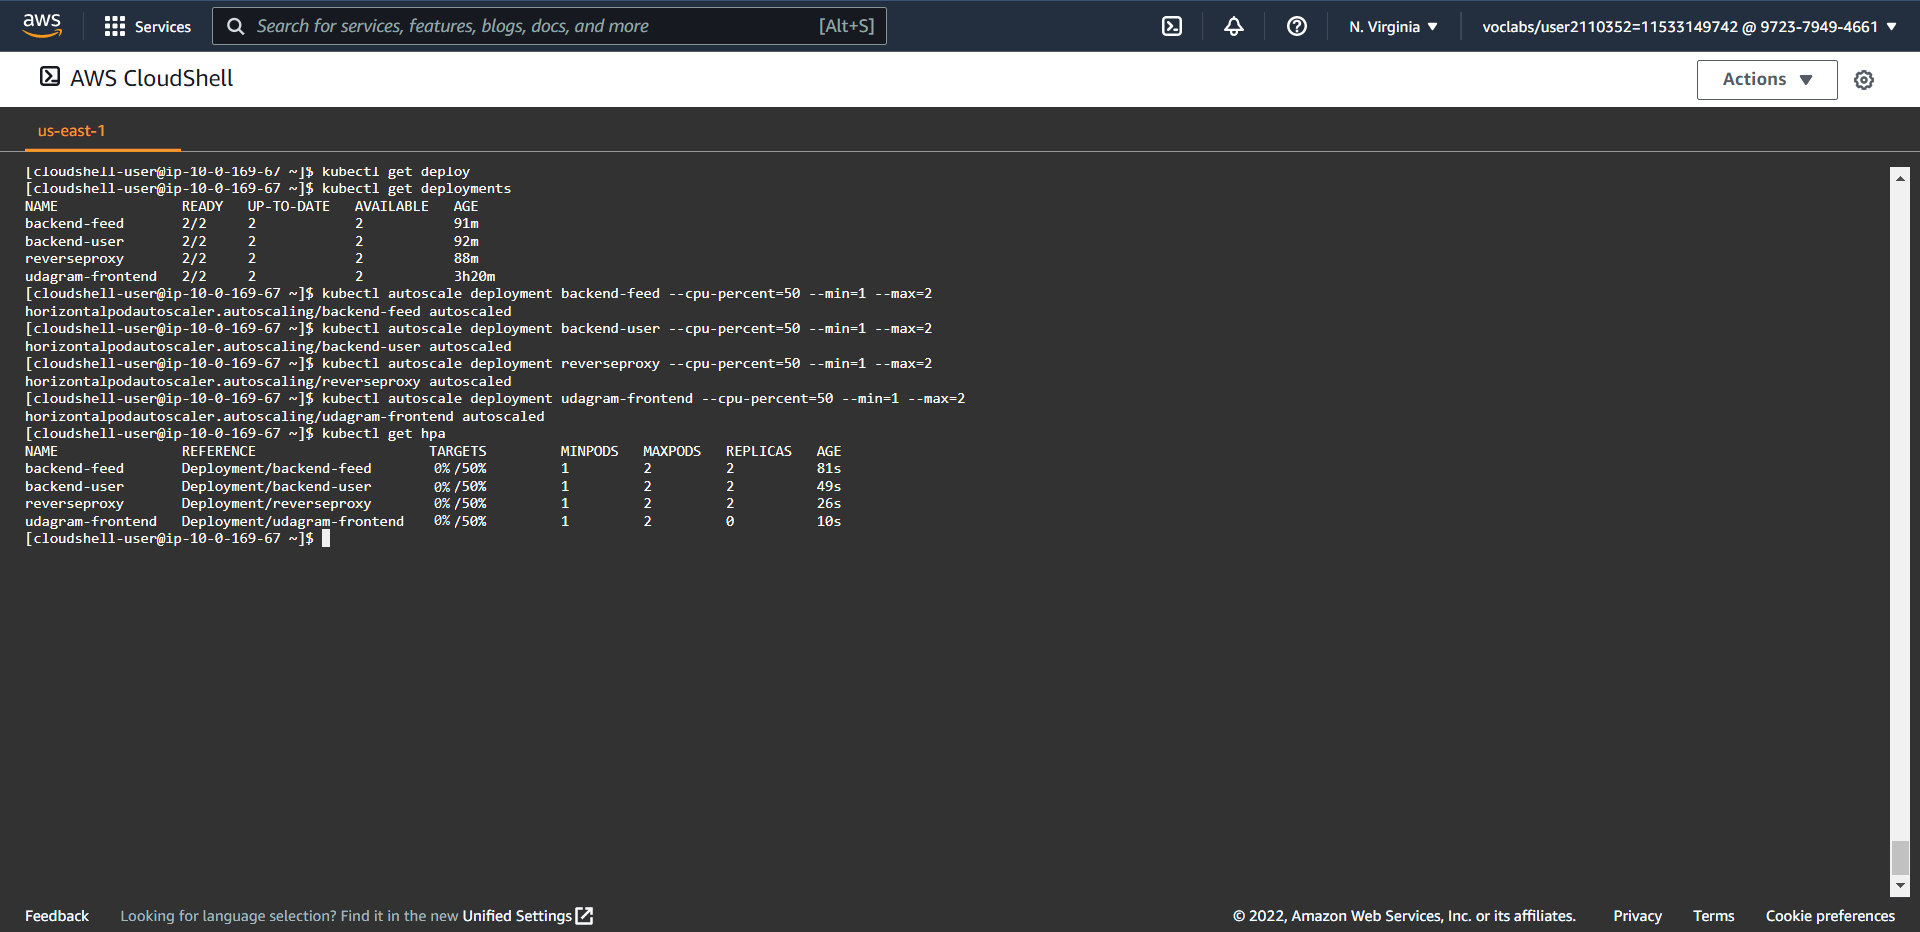 aws
Services
Search for services, features, blogs, docs, and more [Alt+S]
N. Virginia
voclabs/user2110352=11533149742 @ 9723-7949-4661
AWS CloudShell
Actions
us-east-1
[cloudshell-user@ip-10-0-169-67 ~]$ kubectl get deploy
[cloudshell-user@ip-10-0-169-67 ~]$ kubectl get deployments
NAME READY UP-TO-DATE AVAILABLE AGE
backend-feed 2/2 2 2 91m
backend-user 2/2 2 2 92m
reverseproxy 2/2 2 2 88m
udagram-frontend 2/2 2 2 3h20m
[cloudshell-user@ip-10-0-169-67 ~]$ kubectl autoscale deployment backend-feed --cpu-percent=50 --min=1 --max=2
horizontalpodautoscaler.autoscaling/backend-feed autoscaled
[cloudshell-user@ip-10-0-169-67 ~]$ kubectl autoscale deployment backend-user --cpu-percent=50 --min=1 --max=2
horizontalpodautoscaler.autoscaling/backend-user autoscaled
[cloudshell-user@ip-10-0-169-67 ~]$ kubectl autoscale deployment reverseproxy --cpu-percent=50 --min=1 --max=2
horizontalpodautoscaler.autoscaling/reverseproxy autoscaled
[cloudshell-user@ip-10-0-169-67 ~]$ kubectl autoscale deployment udagram-frontend --cpu-percent=50 --min=1 --max=2
horizontalpodautoscaler.autoscaling/udagram-frontend autoscaled
[cloudshell-user@ip-10-0-169-67 ~]$ kubectl get hpa
NAME REFERENCE TARGETS MINPODS MAXPODS REPLICAS AGE
backend-feed Deployment/backend-feed 0%/50% 1 2 2 81s
backend-user Deployment/backend-user 0%/50% 1 2 2 49s
reverseproxy Deployment/reverseproxy 0%/50% 1 2 2 26s
udagram-frontend Deployment/udagram-frontend 0%/50% 1 2 0 10s
[cloudshell-user@ip-10-0-169-67 ~]$
Feedback Looking for language selection? Find it in the new Unified Settings © 2022, Amazon Web Services, Inc. or its affiliates. Privacy Terms Cookie preferences